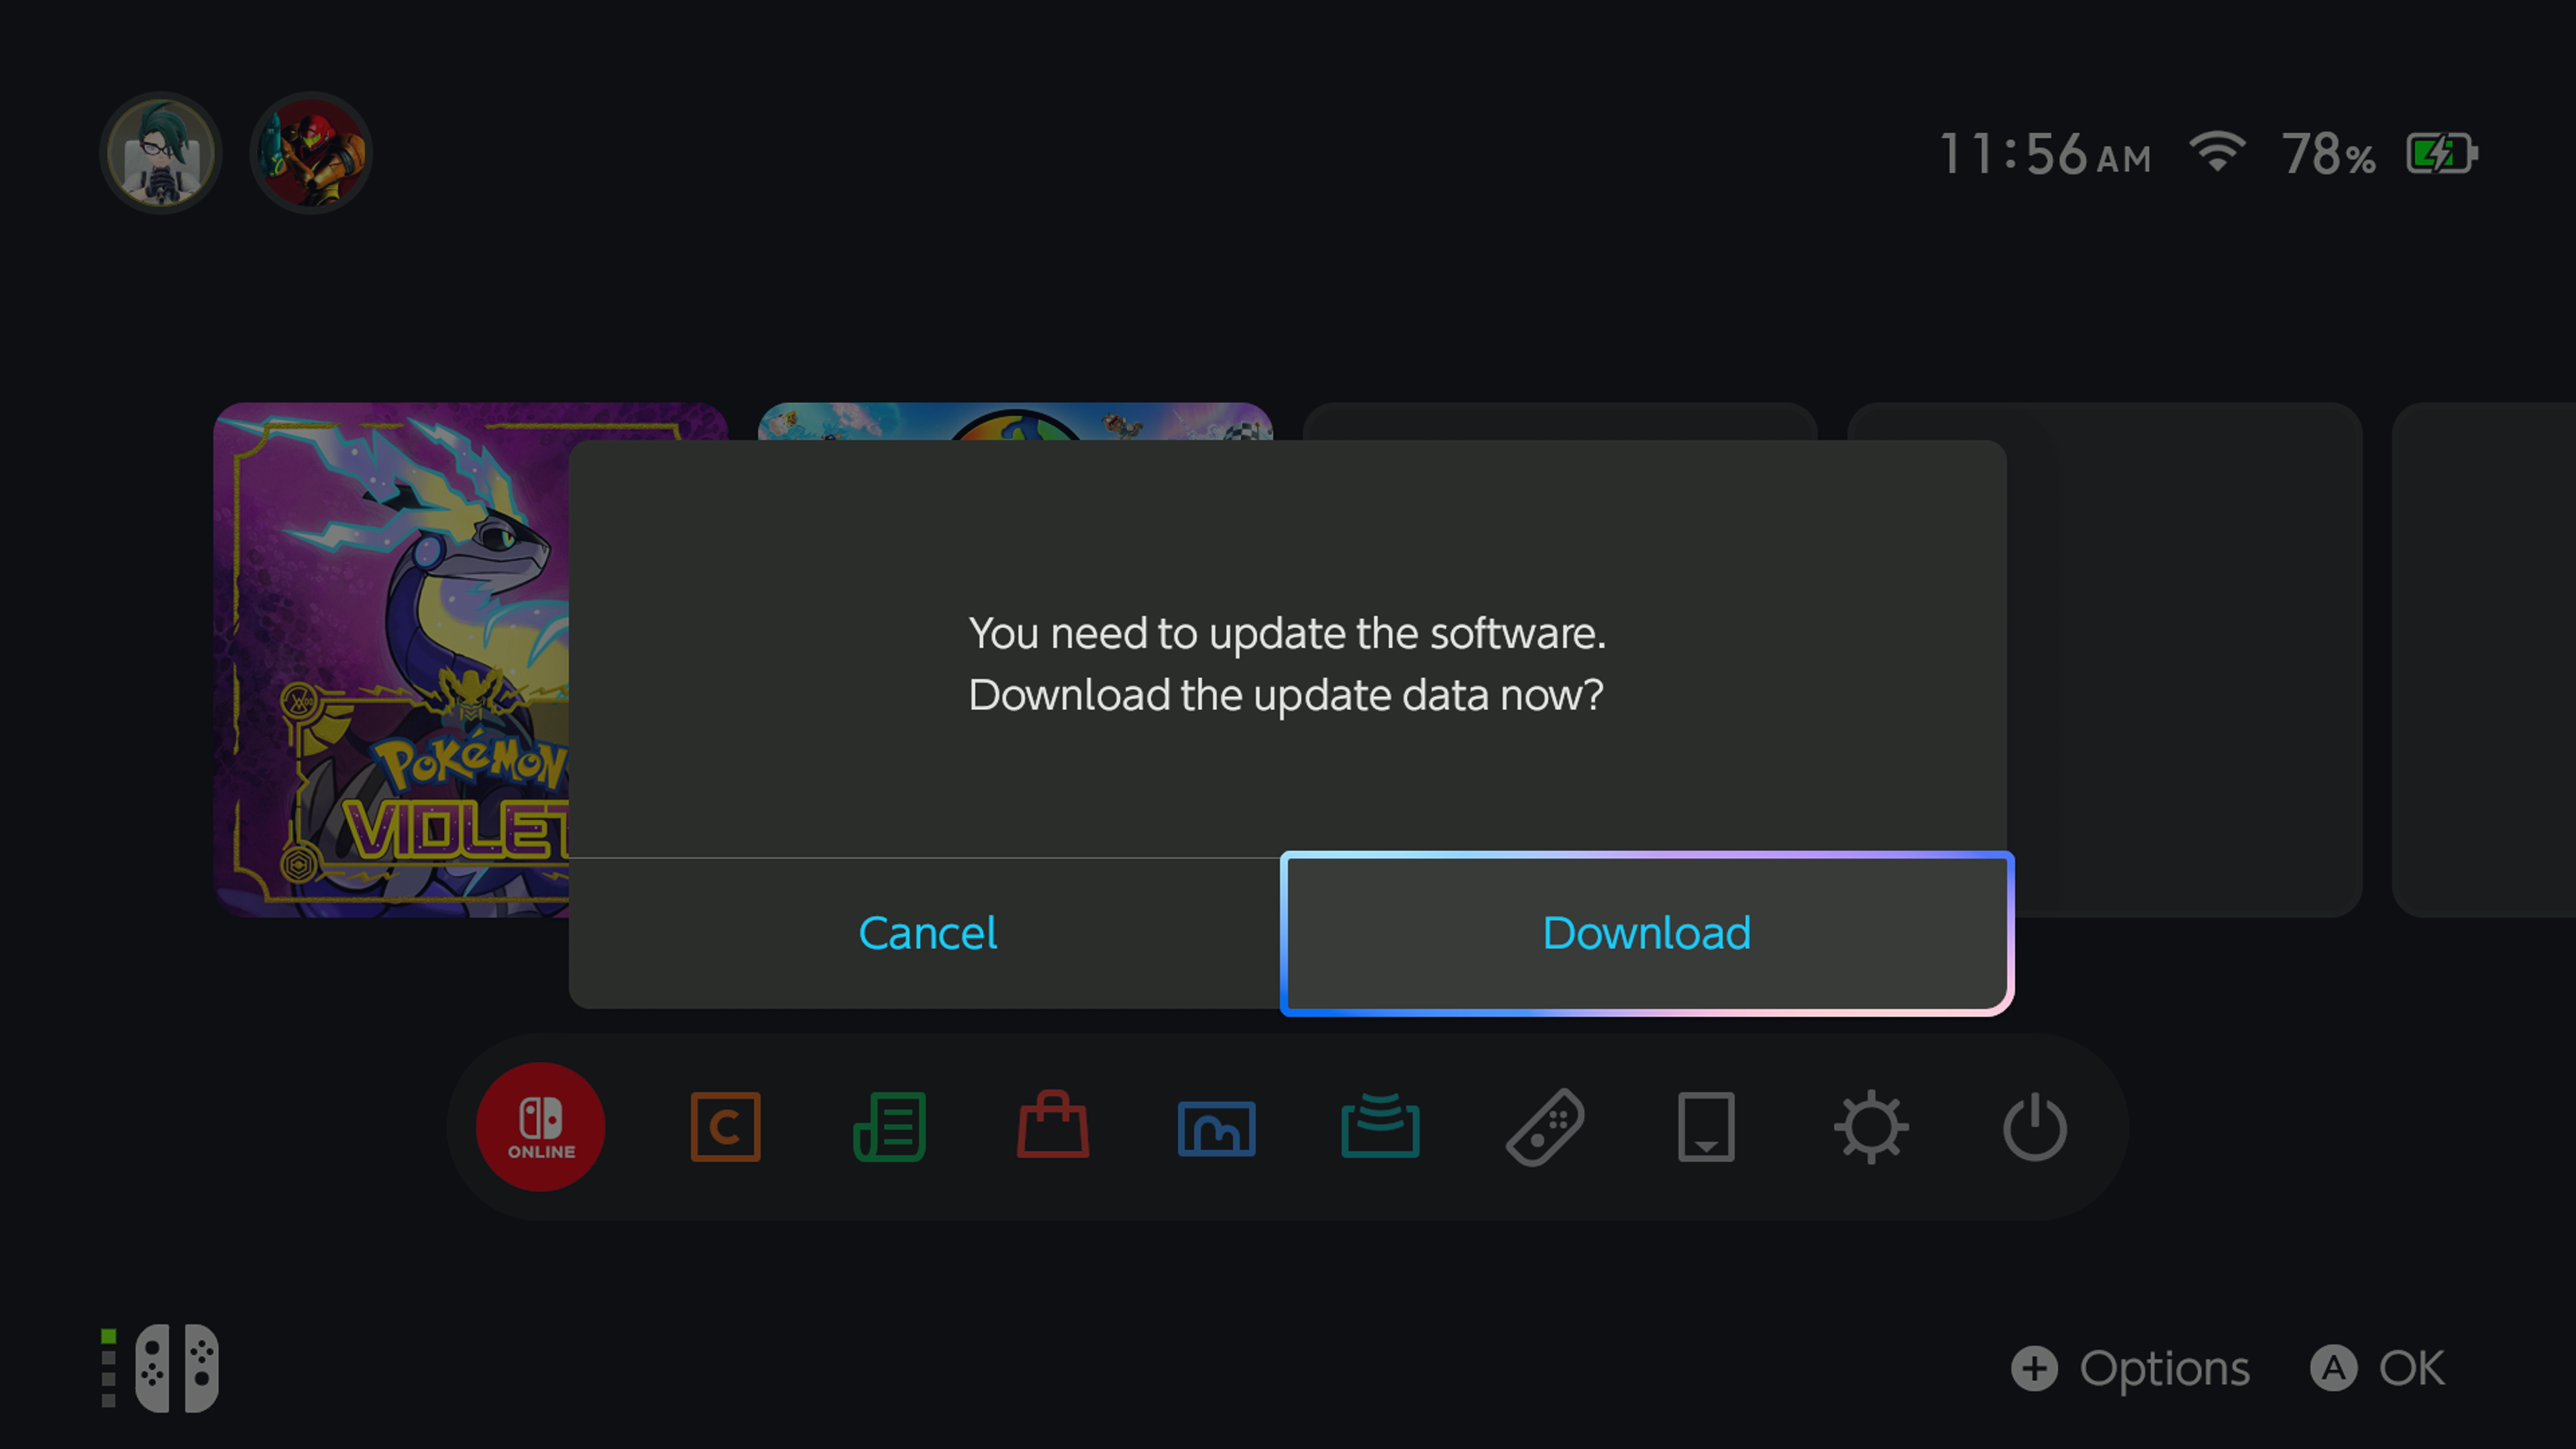 11:56 AM 78%
POKÉMON
VIOLET
You need to update the software.
Download the update data now?
Cancel
Download
ONLINE
C
+ Options
A OK